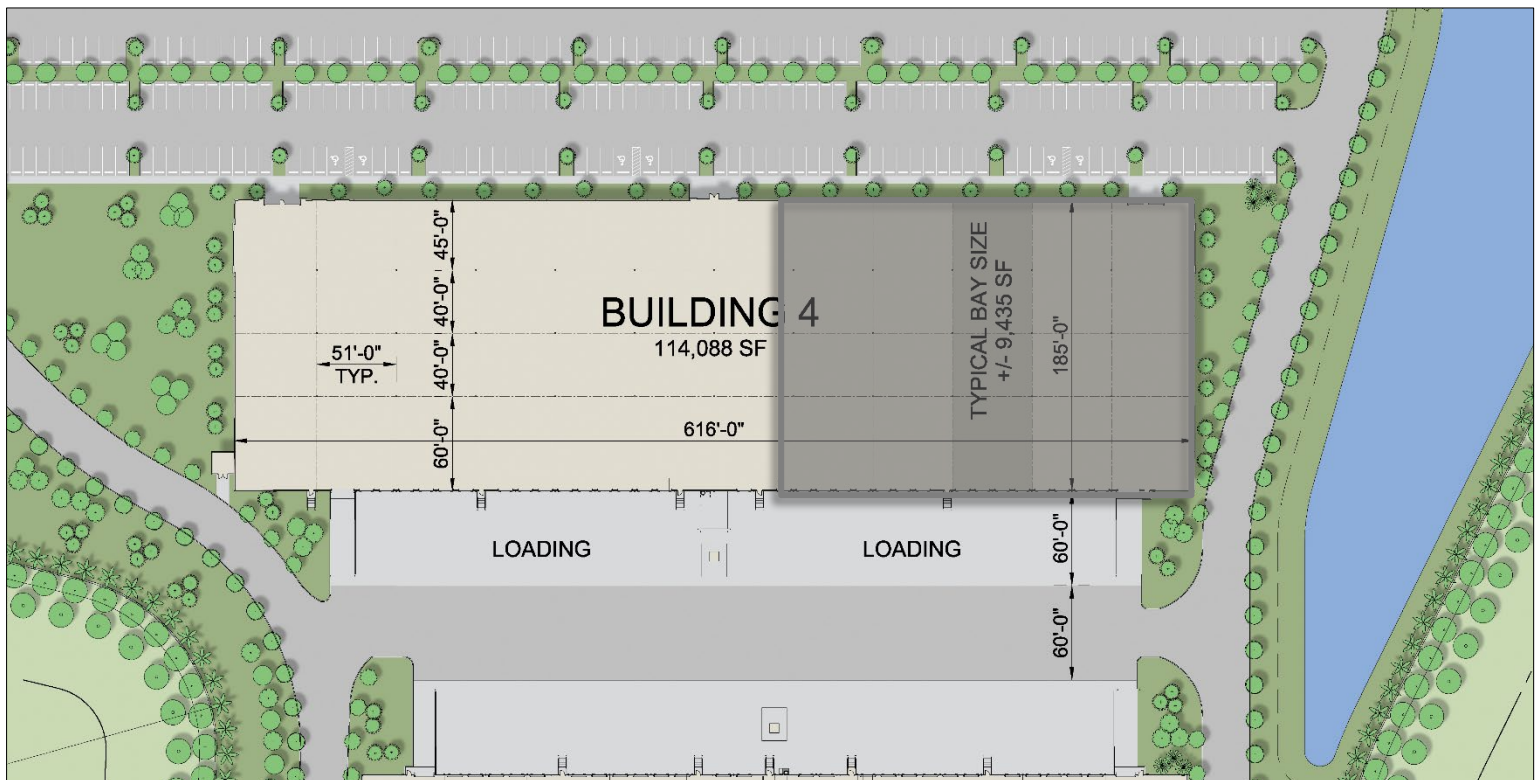 45'-0"
40'-0"
40'-0"
60'-0"
51'-0"
TYP.
BUILDING 4
114,088 SF
616'-0"
TYPICAL BAY SIZE
+/- 9,435 SF
185'-0"
LOADING
LOADING
60'-0"
60'-0"